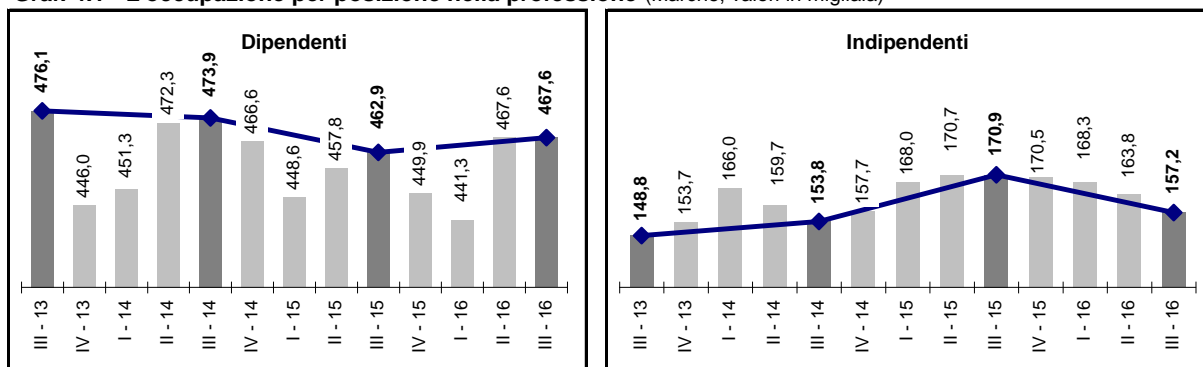 L'occupazione per posizione nella professione (Marche, valori in migliaia)
Dipendenti
476,1
446,0
451,3
472,3
473,9
466,6
448,6
457,8
462,9
449,9
441,3
467,6
467,6
III - 13
IV - 13
I - 14
II - 14
III - 14
IV - 14
I - 15
II - 15
III - 15
IV - 15
I - 16
II - 16
III - 16
Indipendenti
148,8
153,7
166,0
159,7
153,8
157,7
168,0
170,7
170,9
170,5
168,3
163,8
157,2
III - 13
IV - 13
I - 14
II - 14
III - 14
IV - 14
I - 15
II - 15
III - 15
IV - 15
I - 16
II - 16
III - 16